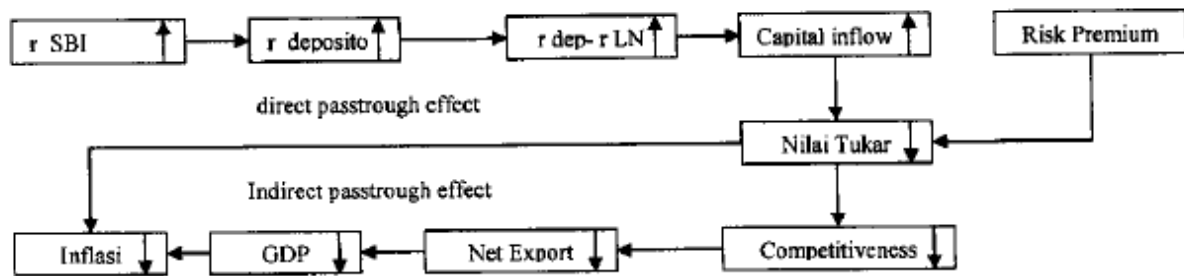 r SBI
r deposito
r dep- r LN
Capital inflow
Risk Premium
direct passtrough effect
Nilai Tukar
Indirect passtrough effect
Inflasi
GDP
Net Export
Competitiveness